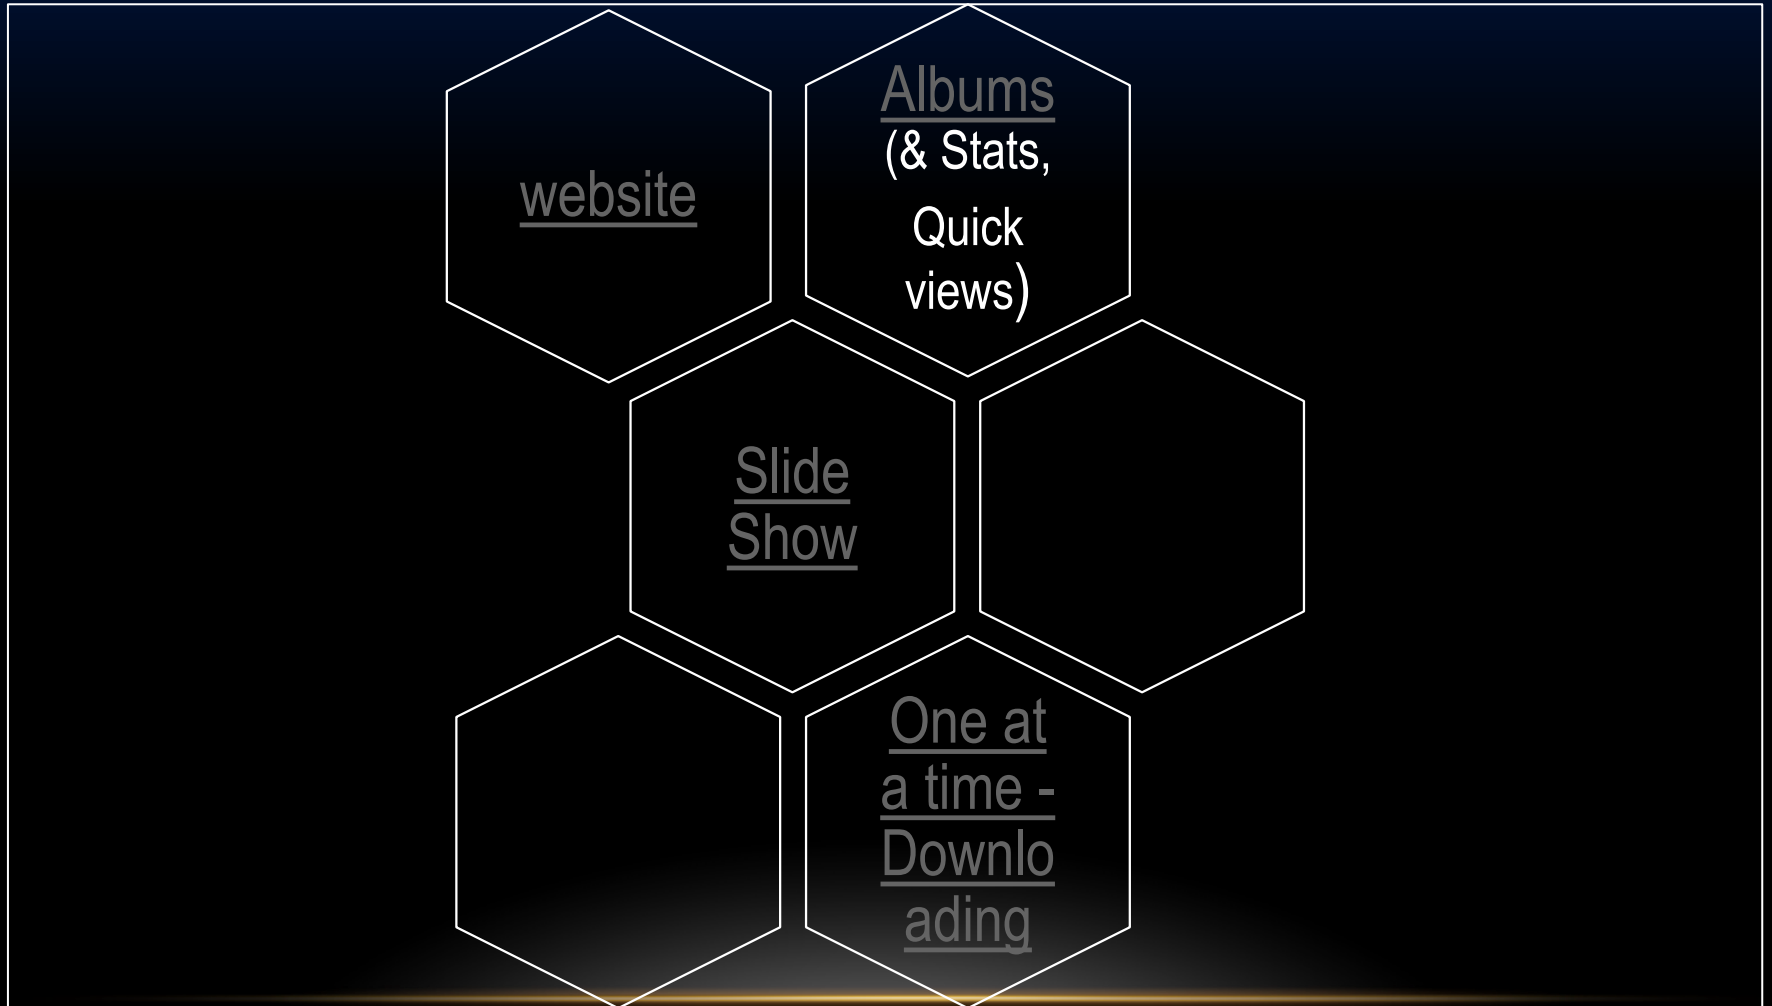 website
Albums
(& Stats,
Quick
views)
Slide
Show
One at
a time -
Downlo
ading